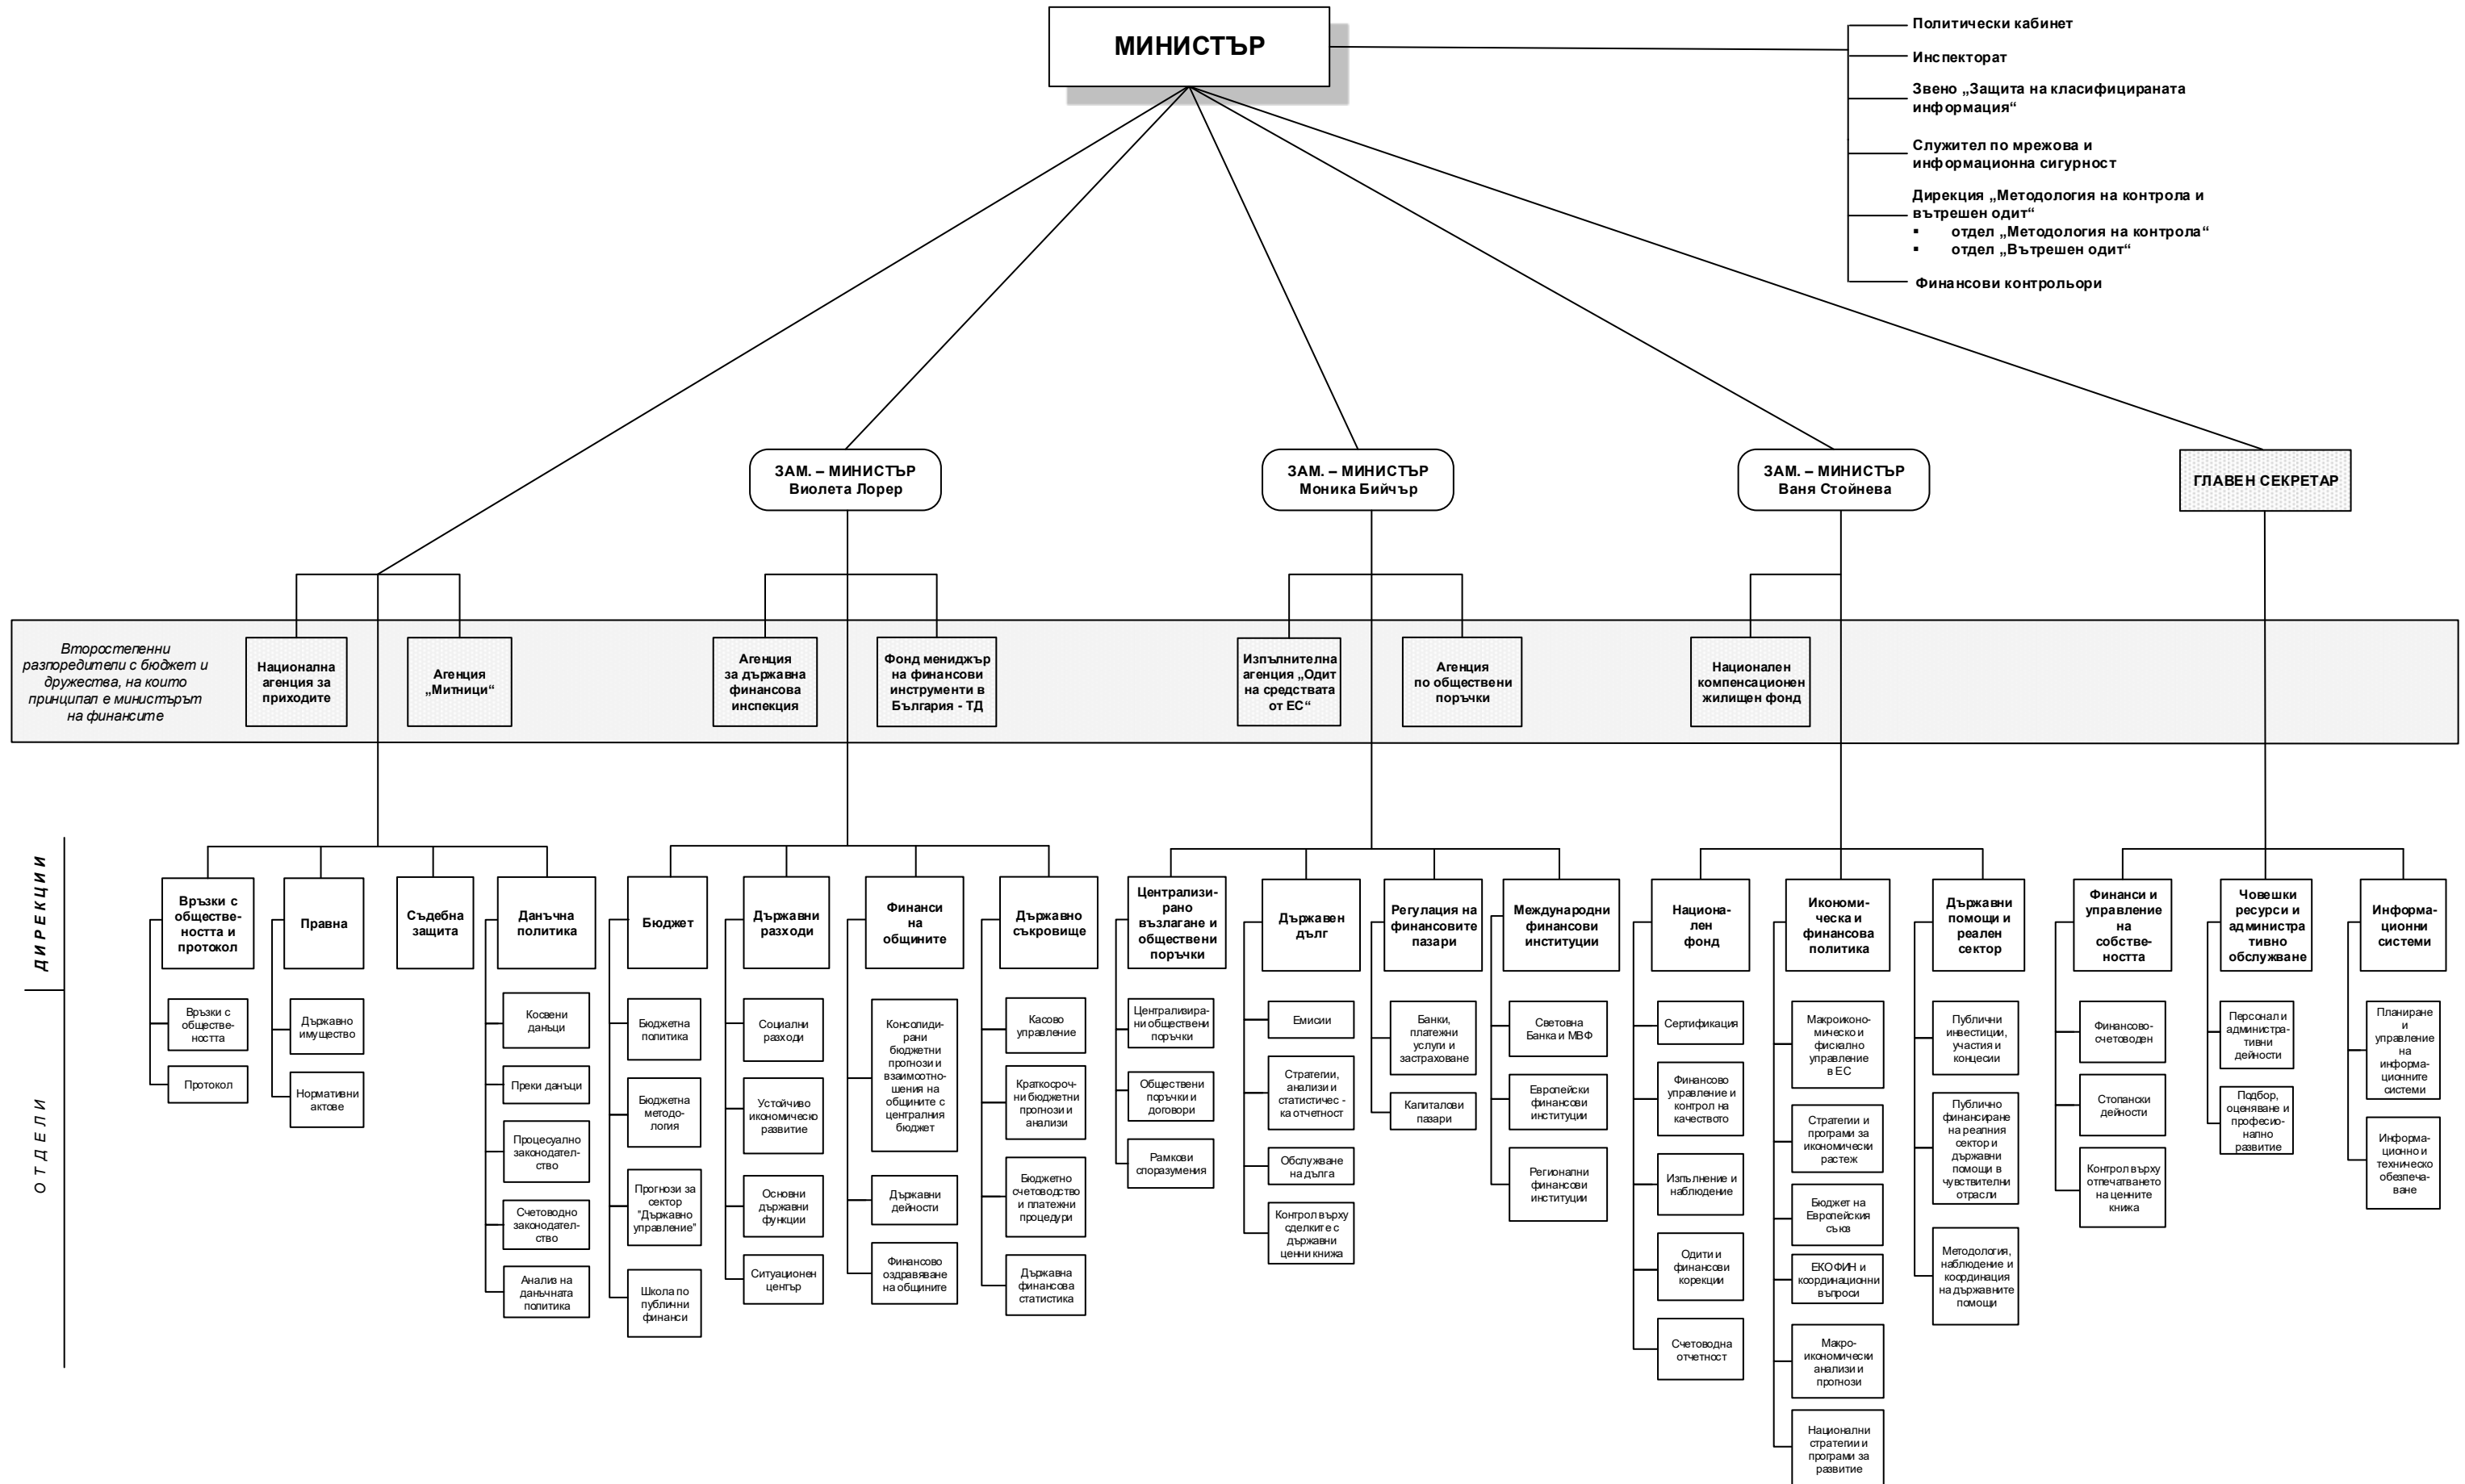 МИНИСТЪР
Политически кабинет
Инспекторат
Звено „Защита на класифицираната
информация“
Служител по мрежова и
информационна сигурност
Дирекция „Методология на контрола и
вътрешен одит“
▪ отдел „Методология на контрола“
▪ отдел „Вътрешен одит“
Финансови контрольори
ЗАМ. – МИНИСТЪР
Виолета Лорер
ЗАМ. – МИНИСТЪР
Моника Бийчър
ЗАМ. – МИНИСТЪР
Ваня Стойнева
ГЛАВЕН СЕКРЕТАР
Второстепенни
разпоредители с бюджет и
дружества, на които
принципал е министърът
на финансите
Национална
агенция за
приходите
Агенция
„Митници“
Агенция
за държавна
финансова
инспекция
Фонд мениджър
на финансови
инструменти в
България - ТД
Изпълнителна
агенция „Одит
на средствата
от ЕС“
Агенция
по обществени
поръчки
Национален
компенсационен
жилищен фонд
ДИРЕКЦИИ
Връзки с
обществе-
ността и
протокол
Правна
Съдебна
защита
Данъчна
политика
Бюджет
Държавни
разходи
Финанси
на
общините
Държавно
съкровище
Централизи-
рано
възлагане и
обществени
поръчки
Държавен
дълг
Регулация на
финансовите
пазари
Международни
финансови
институции
Национа-
лен
фонд
Икономи-
ческа и
финансова
политика
Държавни
помощи и
реален
сектор
Финанси и
управление
на
собстве-
ността
Човешки
ресурси и
администра
тивно
обслужване
Информа-
ционни
системи
ОТДЕЛИ
Връзки с
обществе-
ността
Протокол
Държавно
имущество
Нормативни
актове
Косвени
данъци
Преки данъци
Процесуално
законодател-
ство
Счетоводно
законодател-
ство
Анализ на
данъчната
политика
Бюджетна
политика
Бюджетна
методо-
логия
Прогнози за
сектор
"Държавно
управление"
Школа по
публични
финанси
Социални
разходи
Устойчиво
икономическо
развитие
Основни
държавни
функции
Ситуационен
център
Консолиди-
рани
бюджетни
прогнози и
взаимоотно-
шения на
общините с
централния
бюджет
Държавни
дейности
Финансово
оздравяване
на общините
Касово
управление
Краткосроч-
ни бюджетни
прогнози и
анализи
Бюджетно
счетоводство
и платежни
процедури
Държавна
финансова
статистика
Централизира-
ни обществени
поръчки
Обществени
поръчки и
договори
Рамкови
споразумения
Емисии
Стратегии,
анализи и
статистичес -
ка отчетност
Обслужване
на дълга
Контрол върху
сделките с
държавни
ценни книжа
Банки,
платежни
услуги и
застраховане
Капиталови
пазари
Световна
Банка и МВФ
Европейски
финансови
институции
Регионални
финансови
институции
Сертификация
Финансово
управление и
контрол на
качеството
Изпълнение и
наблюдение
Одити и
финансови
корекции
Счетоводна
отчетност
Макроиконо-
мическо и
фискално
управление
в ЕС
Стратегии и
програми за
икономически
растеж
Бюджет на
Европейския
съюз
ЕКОФИН и
координационни
въпроси
Макро-
икономически
анализи и
прогнози
Национални
стратегии и
програми за
развитие
Публични
инвестиции,
участия и
концесии
Публично
финансиране
на реалния
сектор и
държавни
помощи в
чувствителни
отрасли
Методология,
наблюдение и
координация
на държавните
помощи
Финансово-
счетоводен
Стопански
дейности
Контрол върху
отпечатването
на ценните
книжа
Персонал и
администра-
тивни
дейности
Подбор,
оценяване и
професио-
нално
развитие
Планиране
и
управление
на
информа-
ционните
системи
Информа-
ционно и
техническо
обезпеча-
ване